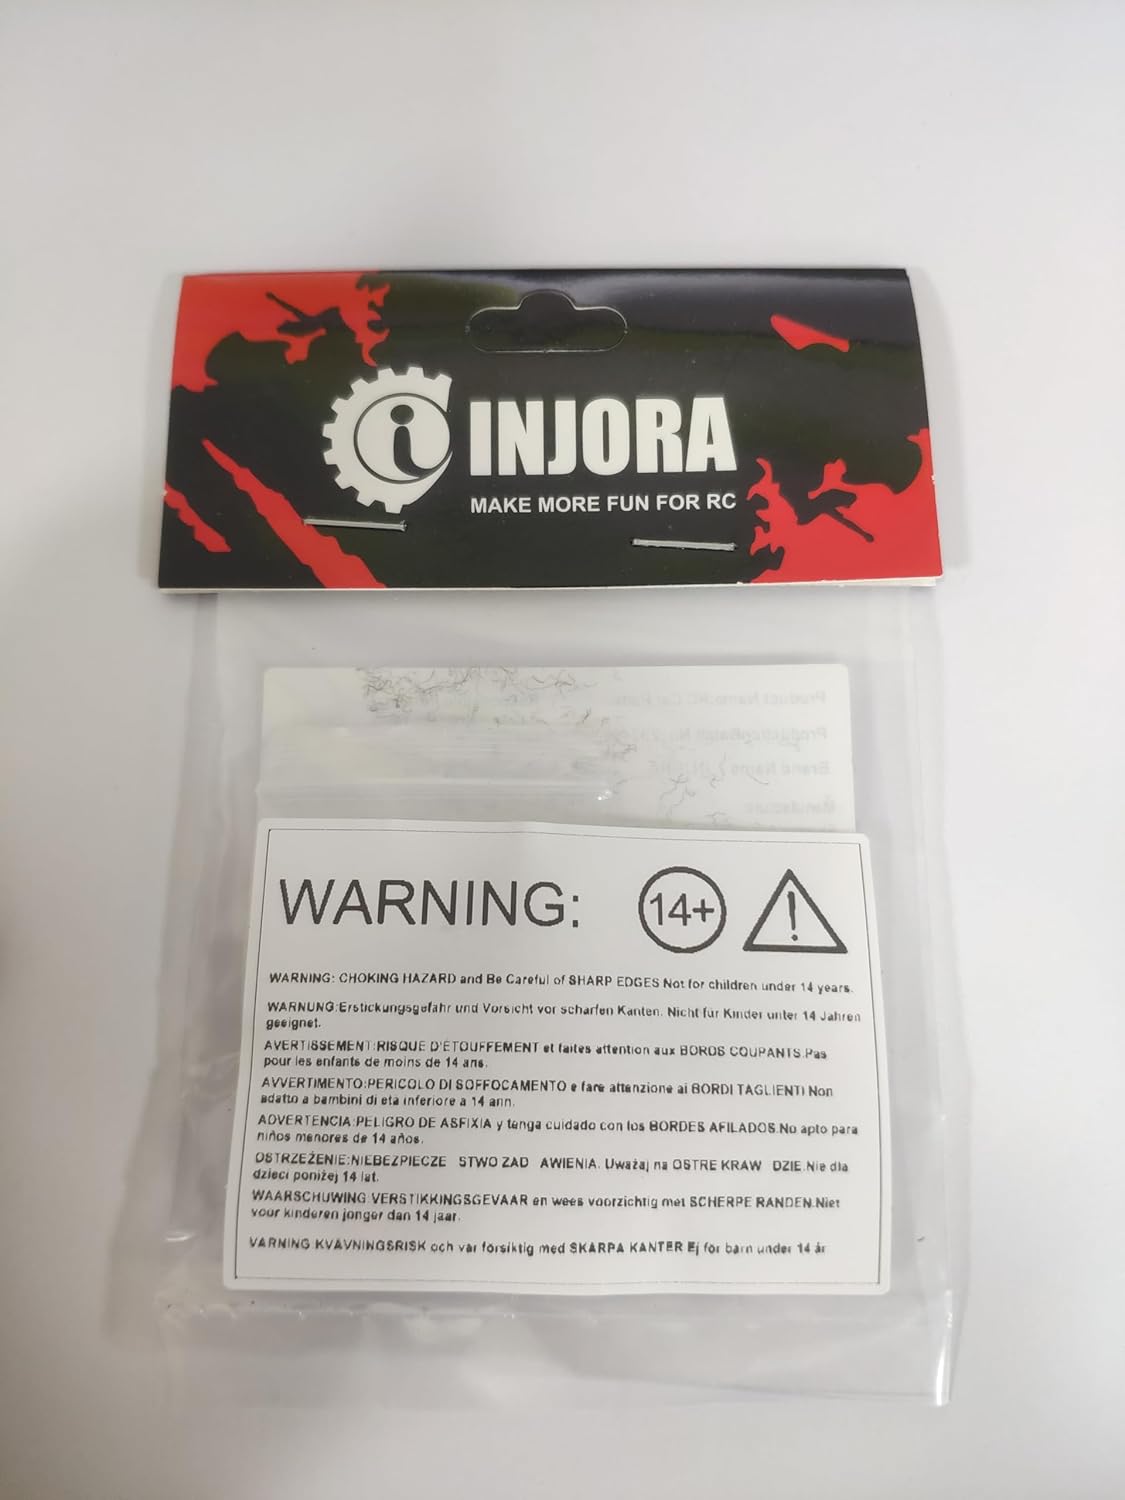 INJORA
MAKE MORE FUN FOR RC
WARNING:
14+
WARNING: CHOKING HAZARD and Be Careful of SHARP EDGES Not for children under 14 years.
WARNUNG:Erstickungsgefahr und Vorsicht vor scharfen Kanten. Nicht für Kinder unter 14 Jahren
geeignet.
AVERTISSEMENT:RISQUE D'ÉTOUFFEMENT et faites attention aux BORDS COUPANTS.Pas
pour les enfants de moins de 14 ans.
AVVERTIMENTO:PERICOLO DI SOFFOCAMENTO e fare attenzione ai BORDI TAGLIENTI Non
adatto a bambini di età inferiore a 14 ann.
ADVERTENCIA:PELIGRO DE ASFIXIA y tenga cuidado con los BORDES AFILADOS.No apto para
niños menores de 14 años.
OSTRZEŻENIE:NIEBEZPIECZE STWO ZAD AWIENIA. Uważaj na OSTRE KRAW DZIE.Nie dla
dzieci poniżej 14 lat.
WAARSCHUWING:VERSTIKKINGSGEVAAR en wees voorzichtig met SCHERPE RANDEN.Niet
voor kinderen jonger dan 14 jaar.
VARNING KVÄVNINGSRISK och var försiktig med SKARPA KANTER Ej för barn under 14 år